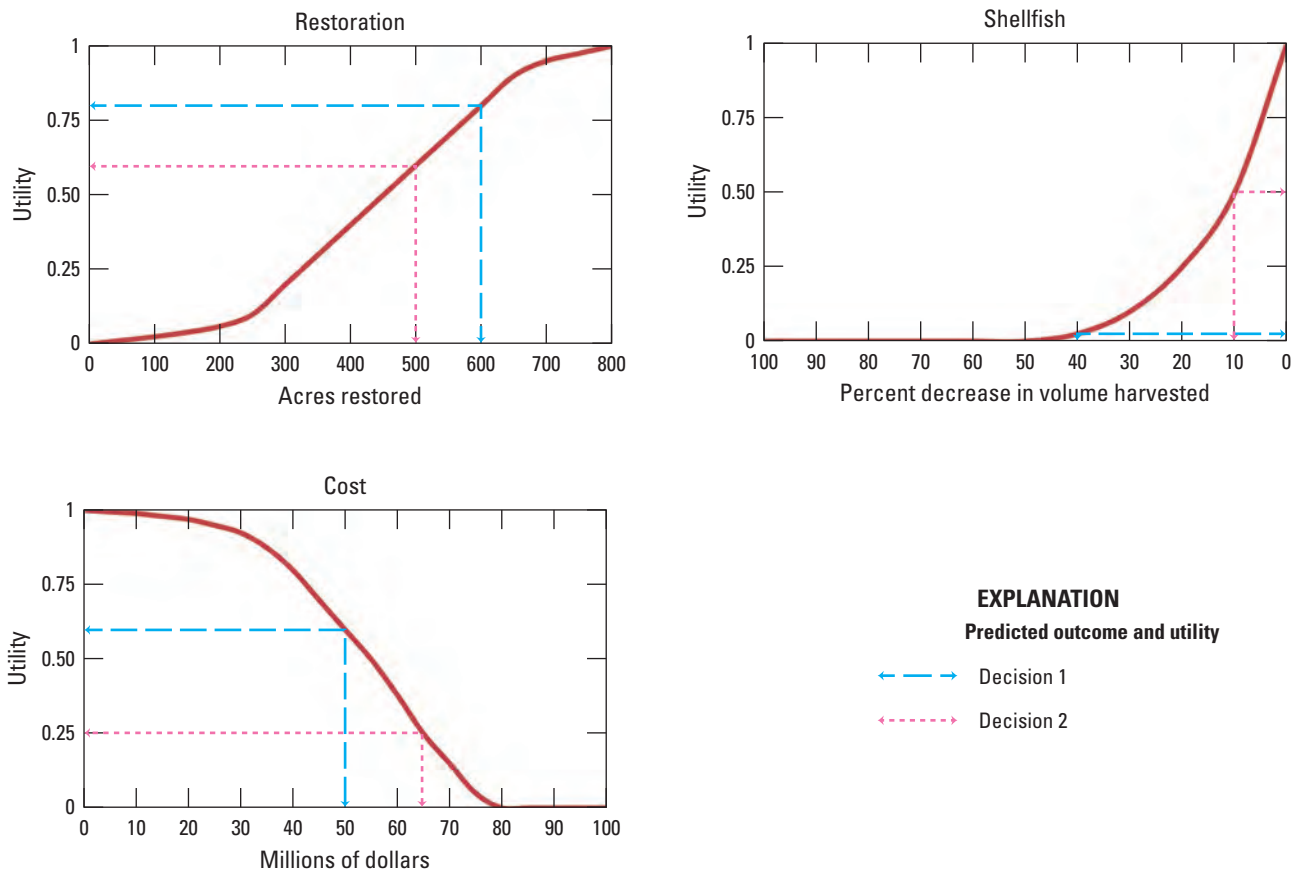 Restoration
1
0.75
0.50
0.25
0
Utility
0 100 200 300 400 500 600 700 800
Acres restored
Shellfish
1
0.75
0.50
0.25
0
Utility
100 90 80 70 60 50 40 30 20 10 0
Percent decrease in volume harvested
Cost
1
0.75
0.50
0.25
0
Utility
0 10 20 30 40 50 60 70 80 90 100
Millions of dollars
EXPLANATION
Predicted outcome and utility
Decision 1
Decision 2